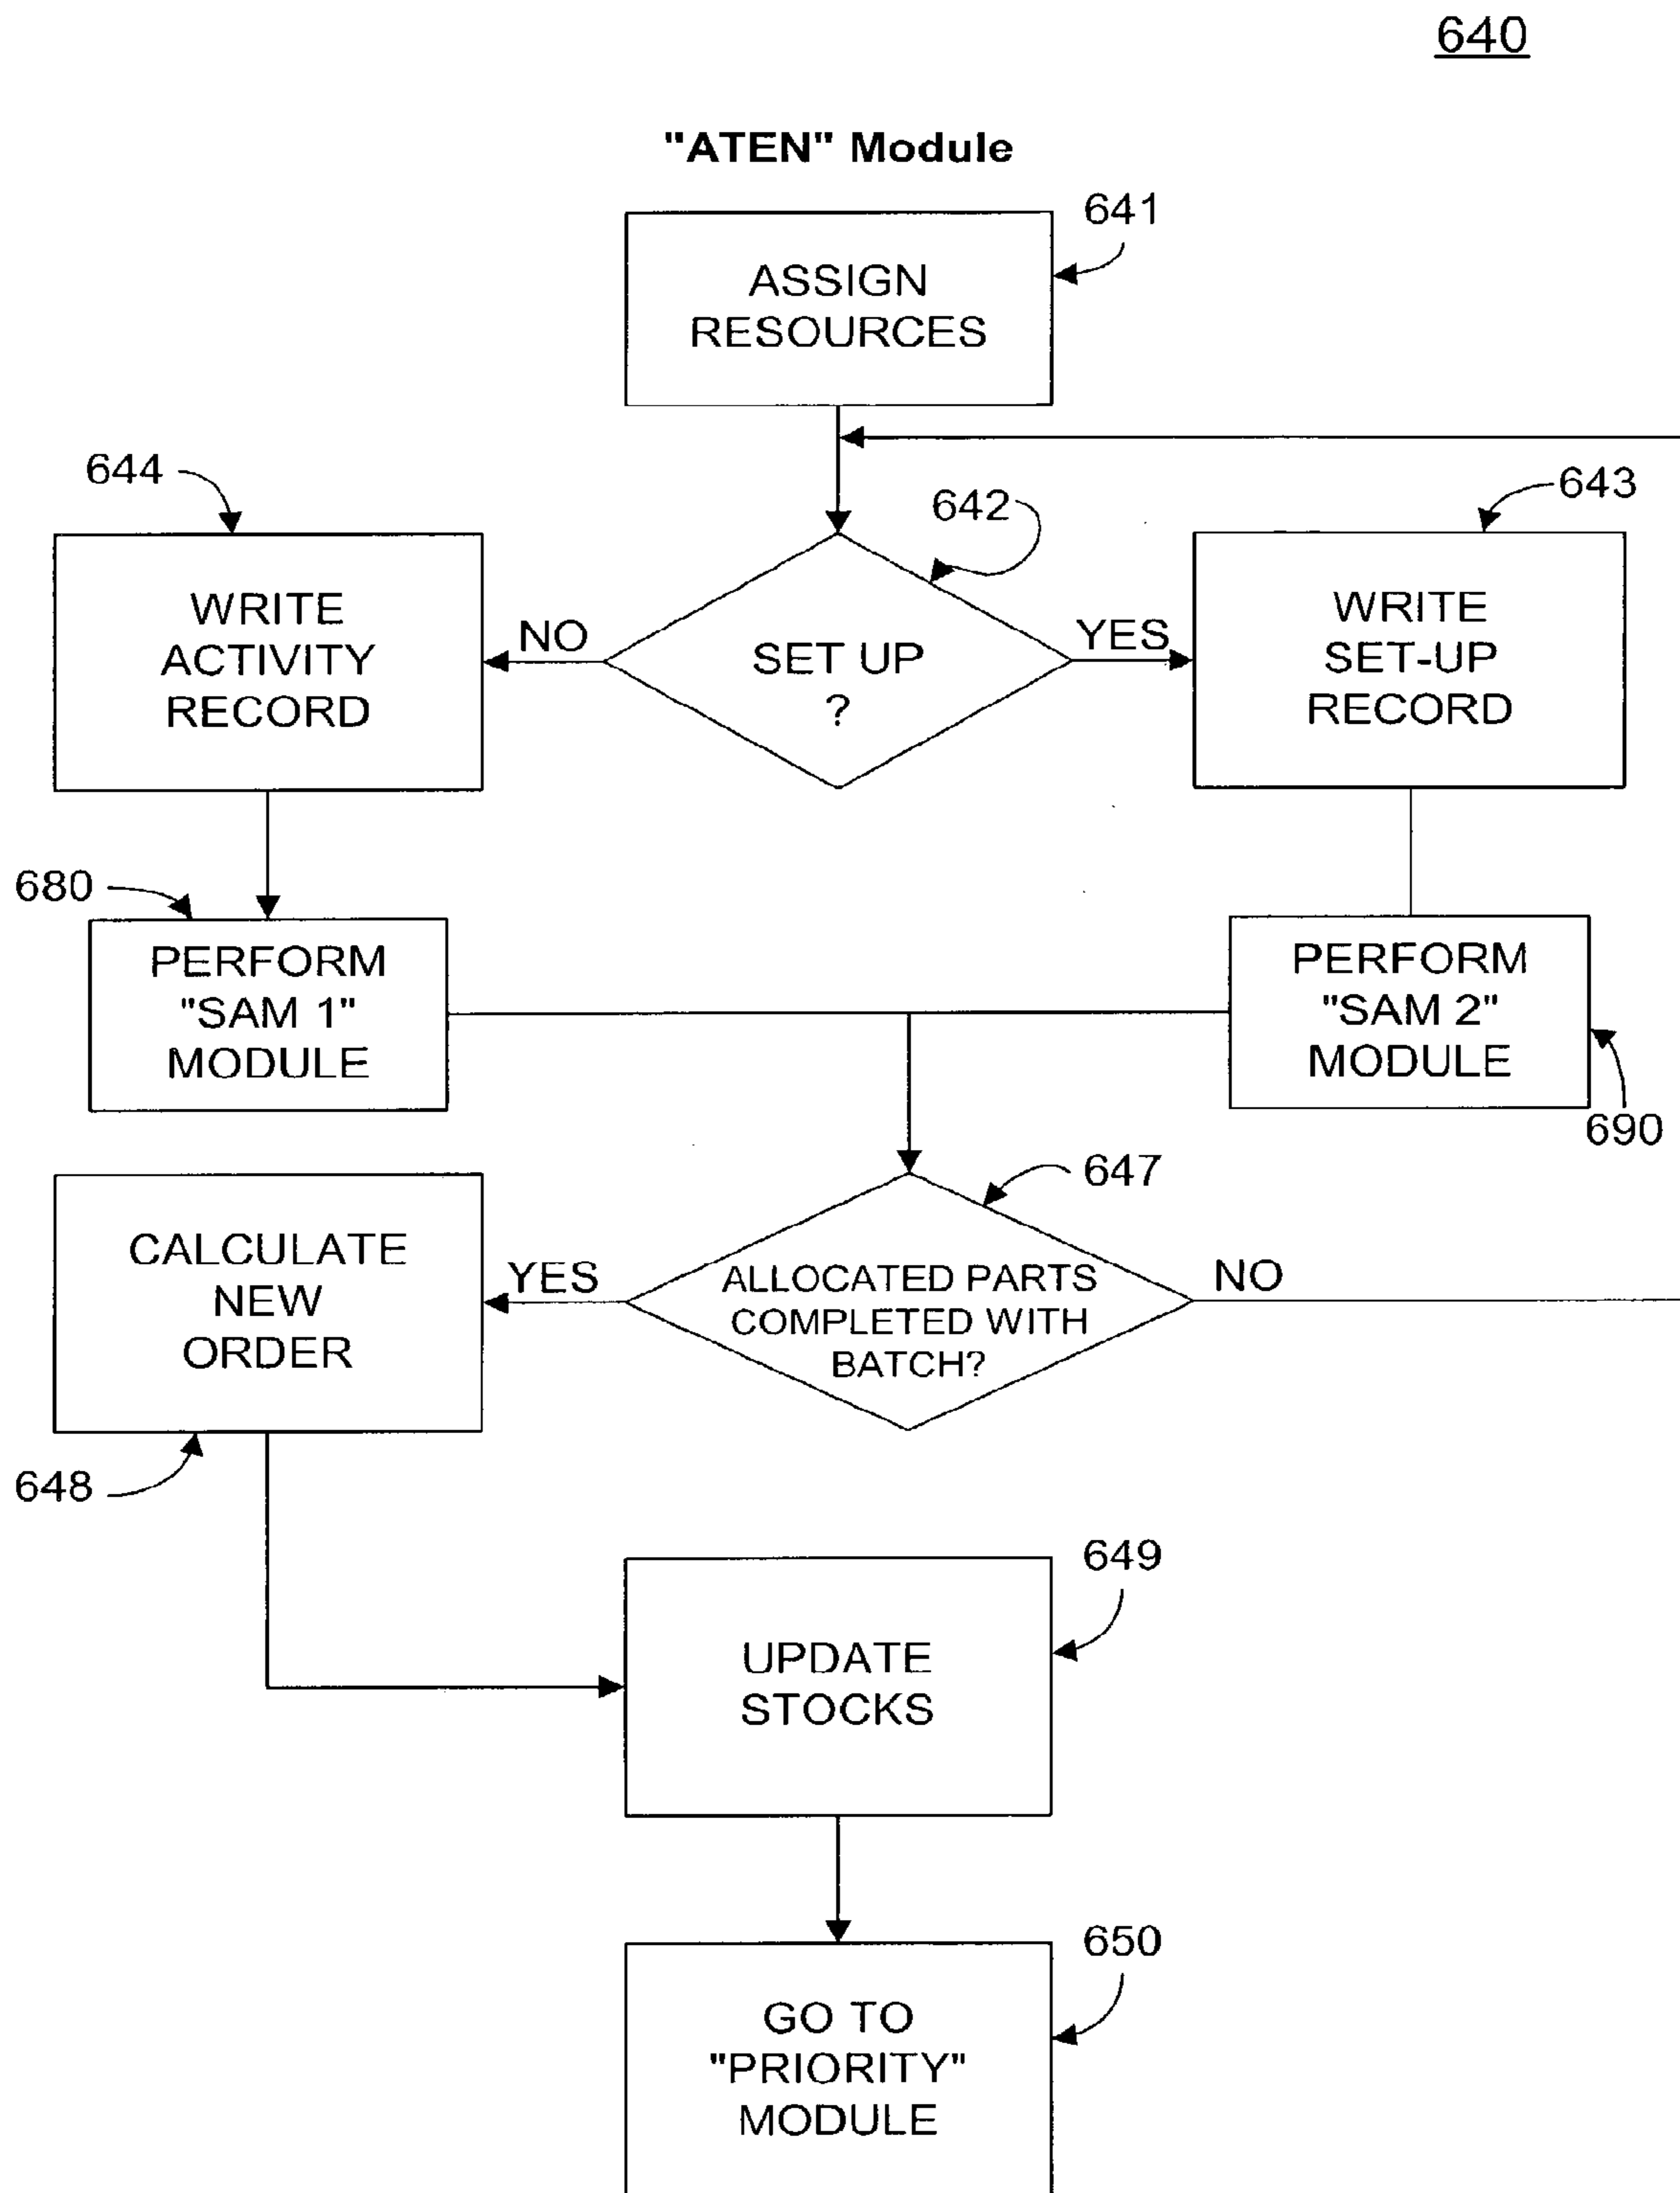 640
"ATEN" Module
641
ASSIGN
RESOURCES
644
642
643
WRITE
ACTIVITY
RECORD
NO
SET UP
?
YES
WRITE
SET-UP
RECORD
680
PERFORM
"SAM 1"
MODULE
PERFORM
"SAM 2"
MODULE
690
647
CALCULATE
NEW
ORDER
YES
ALLOCATED PARTS
COMPLETED WITH
BATCH?
NO
648
649
UPDATE
STOCKS
650
GO TO
"PRIORITY"
MODULE